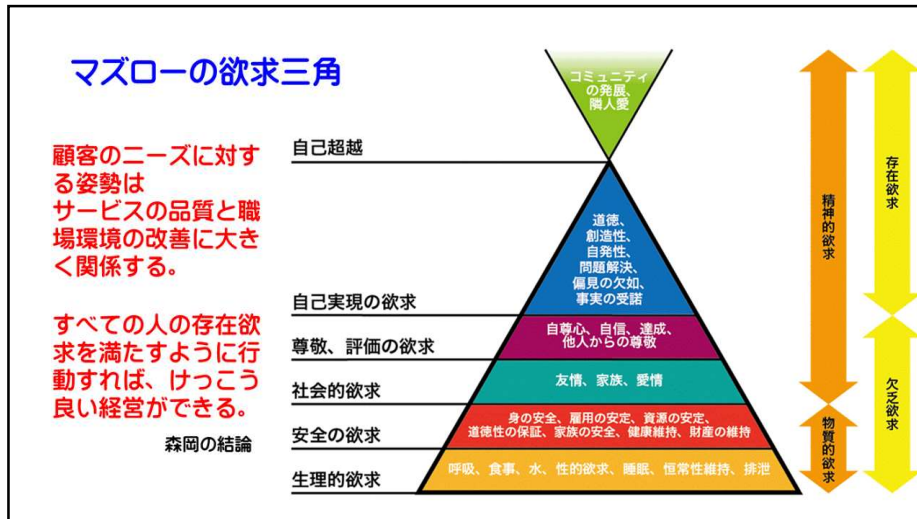 マズローの欲求三角
顧客のニーズに対す
る姿勢は
サービスの品質と職
場環境の改善に大き
く関係する。
すべての人の存在欲
求を満たすように行
動すれば、けっこう
良い経営ができる。
森岡の結論
コミュニティ
の発展、
隣人愛
自己超越
道徳、
創造性、
自発性、
問題解決、
偏見の欠如、
事実の受諾
自己実現の欲求
自尊心、自信、達成、
他人からの尊敬
尊敬、評価の欲求
友情、家族、愛情
社会的欲求
身の安全、雇用の安定、資源の安定、
道徳性の保証、家族の安全、健康維持、財産の維持
安全の欲求
呼吸、食事、水、性的欲求、睡眠、恒常性維持、排泄
生理的欲求
精神的欲求
物質的欲求
存在欲求
欠乏欲求